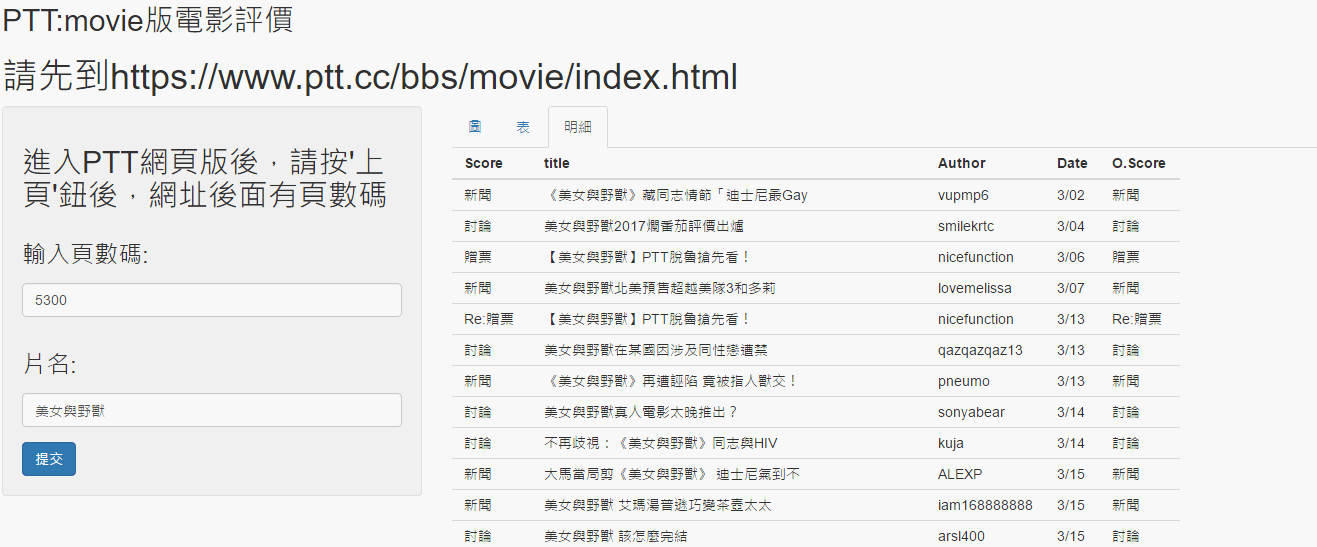 PTT:movie版電影評價
請先到https://www.ptt.cc/bbs/movie/index.html
進入PTT網頁版後，請按'上
頁'鈕後，網址後面有頁數碼
輸入頁數碼:
5300
片名:
美女與野獸
提交
圖 表 明細
Score title Author Date O.Score
新聞 《美女與野獸》藏同志情節「迪士尼最Gay vupmp6 3/02 新聞
討論 美女與野獸2017爛番茄評價出爐 smilekrtc 3/04 討論
贈票 【美女與野獸】PTT脫魯搶先看！ nicefunction 3/06 贈票
新聞 美女與野獸北美預售超越美隊3和多莉 lovemelissa 3/07 新聞
Re:贈票 【美女與野獸】PTT脫魯搶先看！ nicefunction 3/13 Re:贈票
討論 美女與野獸在某國因涉及同性戀遭禁 qazqazqaz13 3/13 討論
新聞 《美女與野獸》再遭誣陷 竟被指人獸交！ pneumo 3/13 新聞
討論 美女與野獸真人電影太晚推出？ sonyabear 3/14 討論
討論 不再歧視：《美女與野獸》同志與HIV kuja 3/14 討論
新聞 大馬當局剪《美女與野獸》 迪士尼氣到不 ALEXP 3/15 新聞
新聞 美女與野獸 艾瑪湯普遜巧變茶壺太太 iam168888888 3/15 新聞
討論 美女與野獸 該怎麼完結 arsl400 3/15 討論